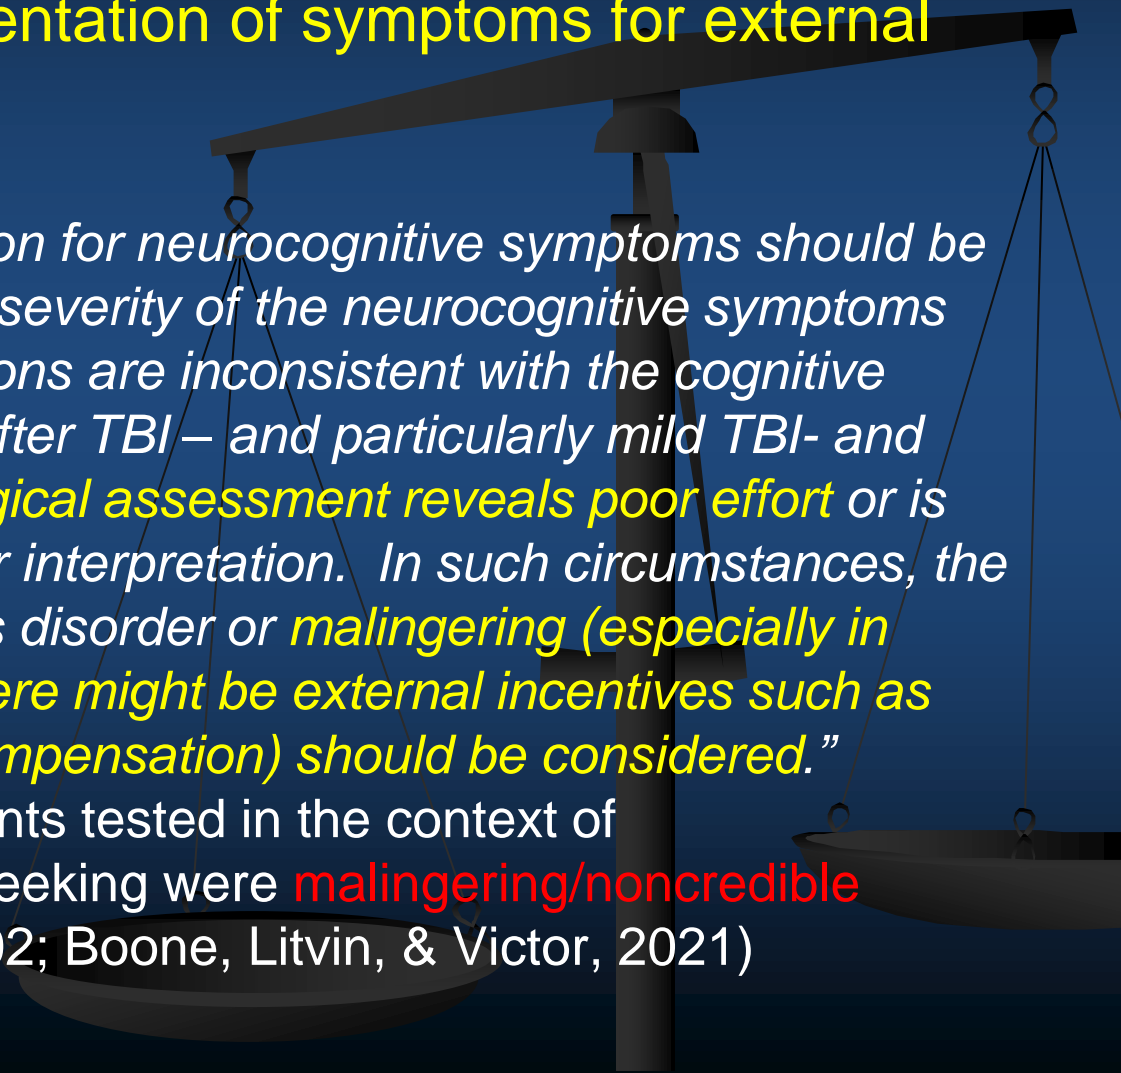 entation of symptoms for external
on for neurocognitive symptoms should be
severity of the neurocognitive symptoms
ons are inconsistent with the cognitive
fter TBI – and particularly mild TBI- and
gical assessment reveals poor effort or is
r interpretation.  In such circumstances, the
s disorder or malingering (especially in
ere might be external incentives such as
mpensation) should be considered.”
nts tested in the context of
eeking were malingering/noncredible
02; Boone, Litvin, & Victor, 2021)